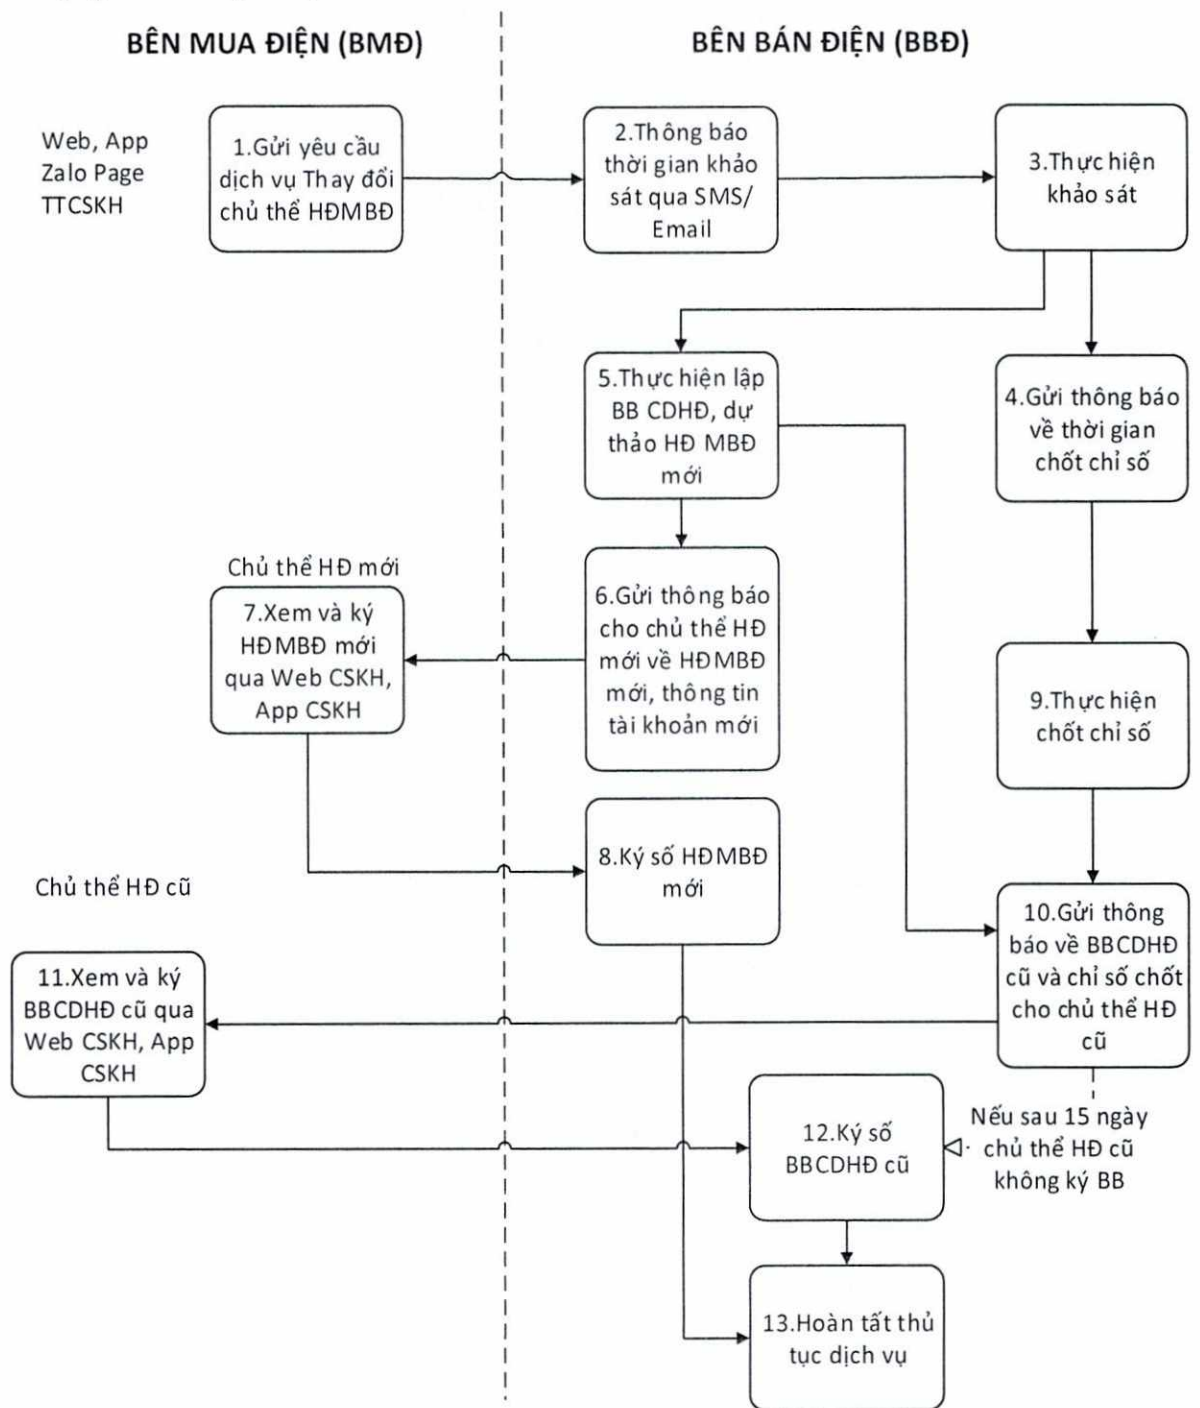 BÊN MUA ĐIỆN (BMĐ)
BÊN BÁN ĐIỆN (BBĐ)
Web, App
Zalo Page
TTCSKH
1.Gửi yêu cầu
dịch vụ Thay đổi
chủ thể HĐMBĐ
2.Thông báo
thời gian khảo
sát qua SMS/
Email
3.Thực hiện
khảo sát
5.Thực hiện lập
BB CDHĐ, dự
thảo HĐ MBĐ
mới
4.Gửi thông báo
về thời gian
chốt chỉ số
Chủ thể HĐ mới
7.Xem và ký
HĐMBĐ mới
qua Web CSKH,
App CSKH
6.Gửi thông báo
cho chủ thể HĐ
mới về HĐMBĐ
mới, thông tin
tài khoản mới
9.Thực hiện
chốt chỉ số
8.Ký số HĐMBĐ
mới
Chủ thể HĐ cũ
10.Gửi thông
báo về BBCDHĐ
cũ và chỉ số chốt
cho chủ thể HĐ
cũ
11.Xem và ký
BBCDHĐ cũ qua
Web CSKH, App
CSKH
12.Ký số
BBCDHĐ cũ
Nếu sau 15 ngày
chủ thể HĐ cũ
không ký BB
13.Hoàn tất thủ
tục dịch vụ